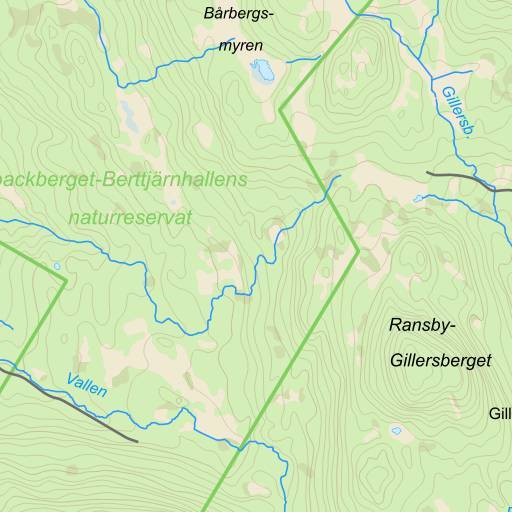 Bårbergs-
myren
Gillersb.
backberget-Berttjärnhallens
naturreservat
Ransby-
Gillersberget
Vallen
Gill